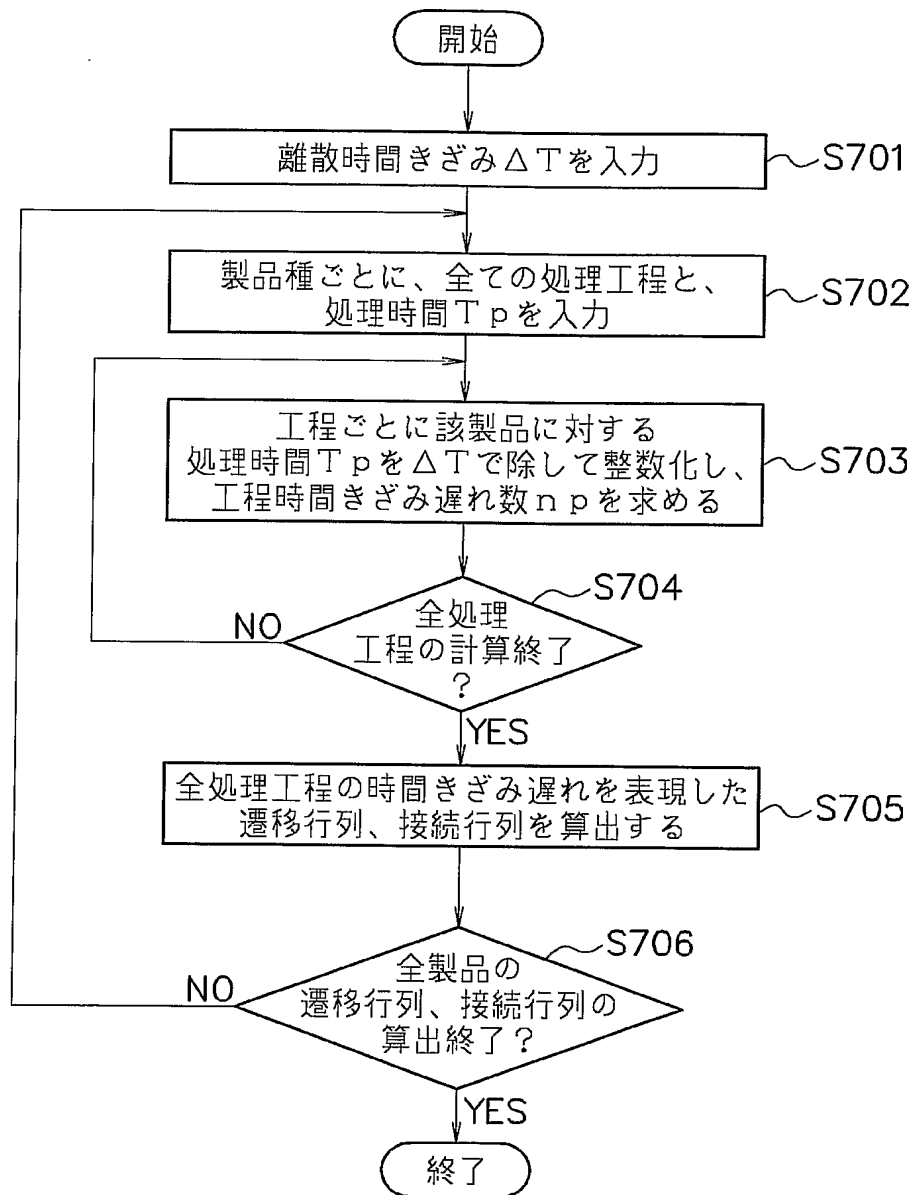 開始
離散時間きざみΔTを入力
S701
製品種ごとに、全ての処理工程と、
処理時間Tpを入力
S702
工程ごとに該製品に対する
処理時間TpをΔTで除して整数化し、
工程時間きざみ遅れ数npを求める
S703
S704
全処理
工程の計算終了
?
NO
YES
全処理工程の時間きざみ遅れを表現した
遷移行列、接続行列を算出する
S705
S706
全製品の
遷移行列、接続行列の
算出終了?
NO
YES
終了